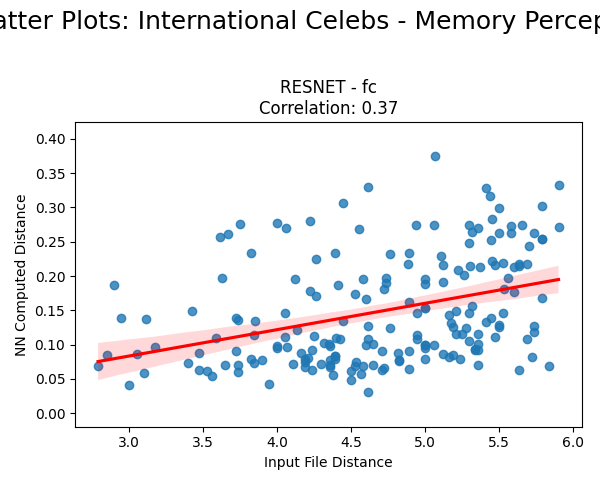 atter Plots: International Celebs - Memory Percep
RESNET - fc
Correlation: 0.37
0.40
0.35
0.30
0.25
0.20
0.15
0.10
0.05
0.00
NN Computed Distance
3.0 3.5 4.0 4.5 5.0 5.5 6.0
Input File Distance